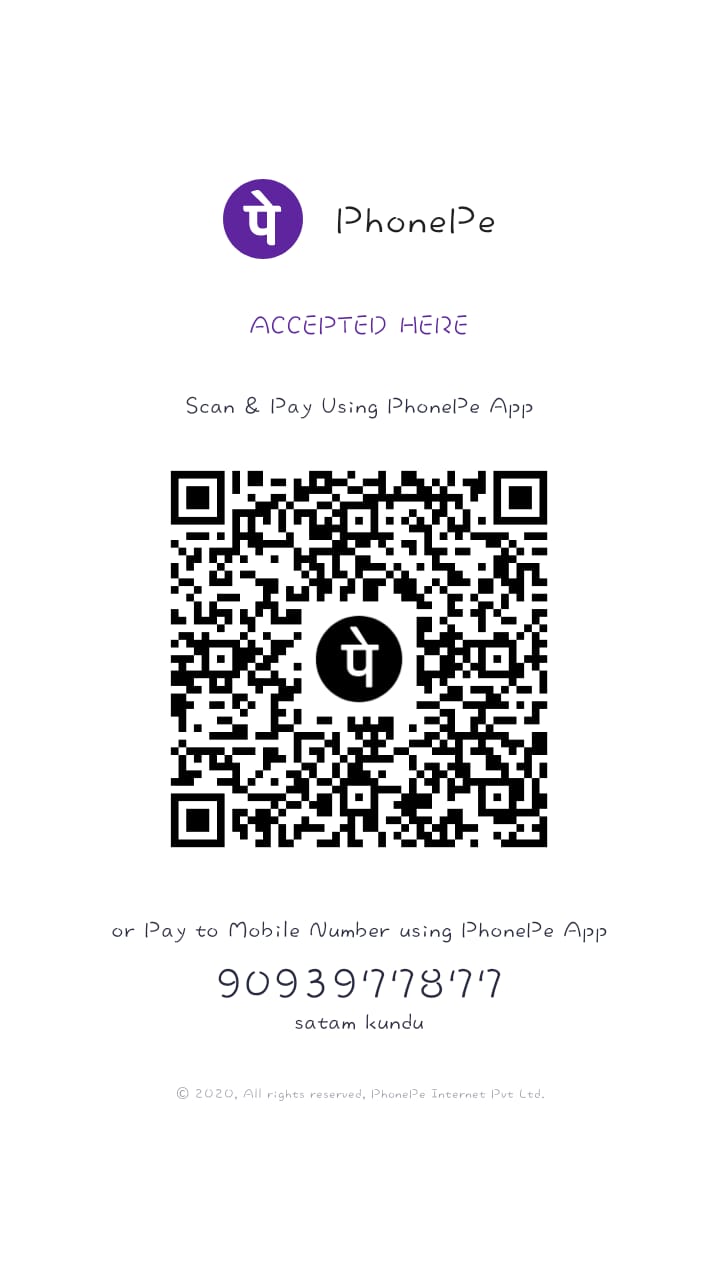 पे PhonePe
ACCEPTED HERE
Scan & Pay Using PhonePe App
पे
or Pay to Mobile Number using PhonePe App
9093977877
satam kundu
© 2020, All rights reserved, PhonePe Internet Pvt Ltd.